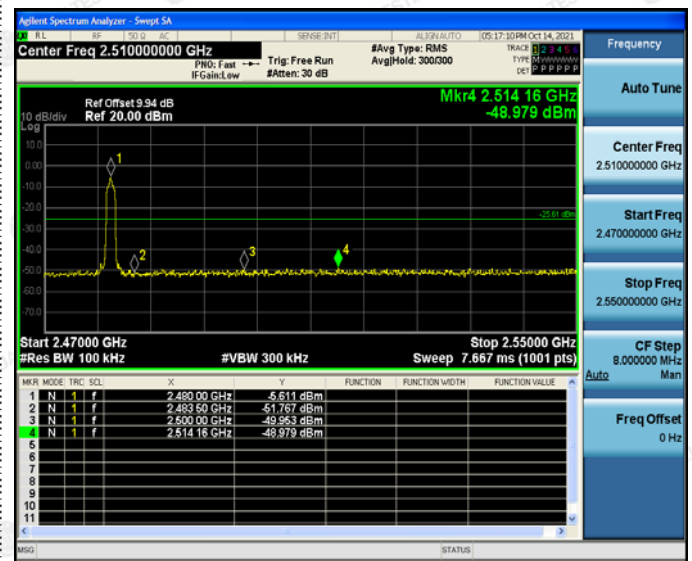 Agilent Spectrum Analyzer - Swept SA
RL RF 50 Ω AC SENSE:INT ALIGN AUTO 05:17:10 PM Oct 14, 2021
Center Freq 2.510000000 GHz
PNO: Fast
IFGain:Low
Trig: Free Run
#Atten: 30 dB
#Avg Type: RMS
Avg|Hold: 300/300
TRACE 1 2 3 4 5 6
TYPE M W W W W W
DET P P P P P P
Frequency
Auto Tune
Center Freq
2.510000000 GHz
Start Freq
2.470000000 GHz
Stop Freq
2.550000000 GHz
CF Step
8.000000 MHz
Auto Man
Freq Offset
0 Hz
Mkr4 2.514 16 GHz
-48.979 dBm
Ref Offset 9.94 dB
10 dB/div Ref 20.00 dBm
Log
10.0
0.00
-10.0
-20.0
-30.0
-40.0
-50.0
-60.0
-70.0
1
2
3
4
-25.61 dBm
Start 2.47000 GHz Stop 2.55000 GHz
#Res BW 100 kHz #VBW 300 kHz Sweep 7.667 ms (1001 pts)
MKR MODE TRC SCL X Y FUNCTION FUNCTION WIDTH FUNCTION VALUE
1 N 1 f 2.480 00 GHz -5.611 dBm
2 N 1 f 2.483 50 GHz -51.767 dBm
3 N 1 f 2.500 00 GHz -49.953 dBm
4 N 1 f 2.514 16 GHz -48.979 dBm
5
6
7
8
9
10
11
MSG STATUS